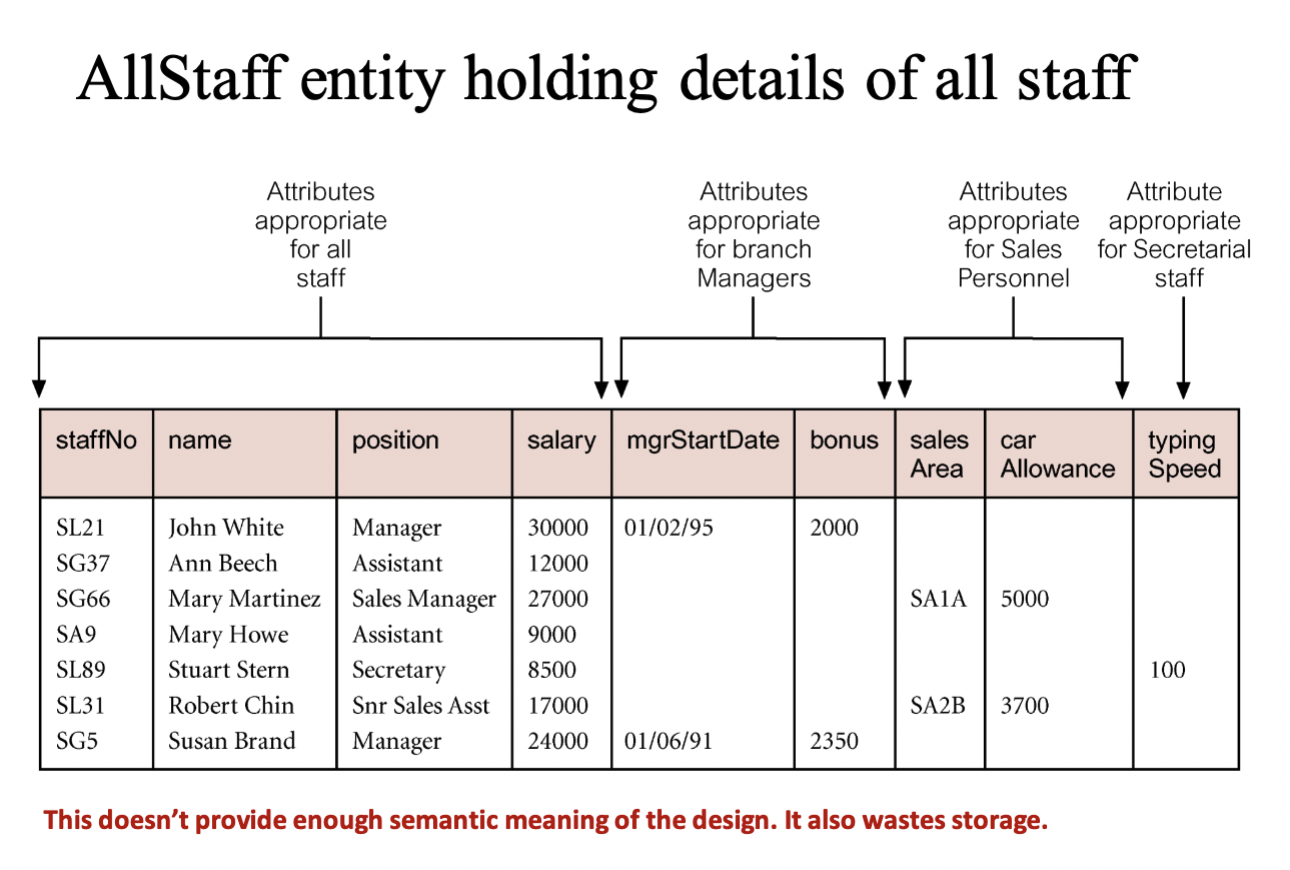 AllStaff entity holding details of all staff
Attributes
appropriate
for all
staff
Attributes
appropriate
for branch
Managers
Attributes
appropriate
for Sales
Personnel
Attribute
appropriate
for Secretarial
staff
staffNo name position salary mgrStartDate bonus sales Area car Allowance typing Speed
SL21 John White Manager 30000 01/02/95 2000
SG37 Ann Beech Assistant 12000
SG66 Mary Martinez Sales Manager 27000 SA1A 5000
SA9 Mary Howe Assistant 9000
SL89 Stuart Stern Secretary 8500 100
SL31 Robert Chin Snr Sales Asst 17000 SA2B 3700
SG5 Susan Brand Manager 24000 01/06/91 2350
This doesn’t provide enough semantic meaning of the design. It also wastes storage.